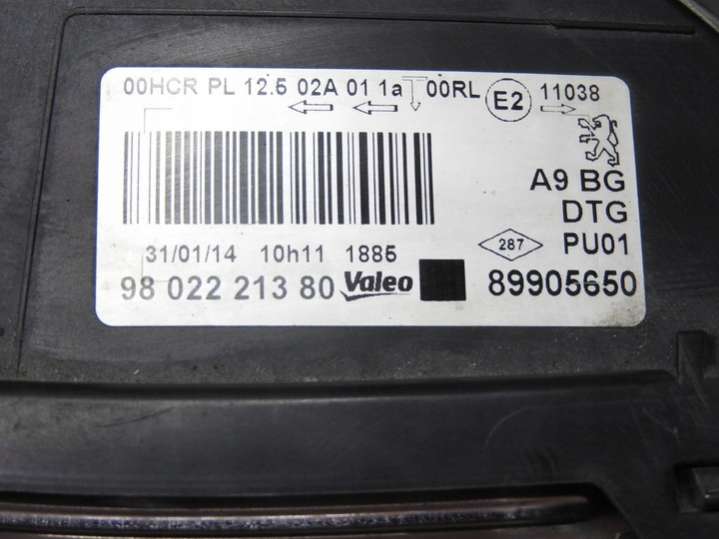 00HCR PL 12.5 02A 01 1a 00RL E2 11038
A9 BG
DTG
287 PU01
31/01/14 10h11 1885
98 022 213 80 Valeo 89905650